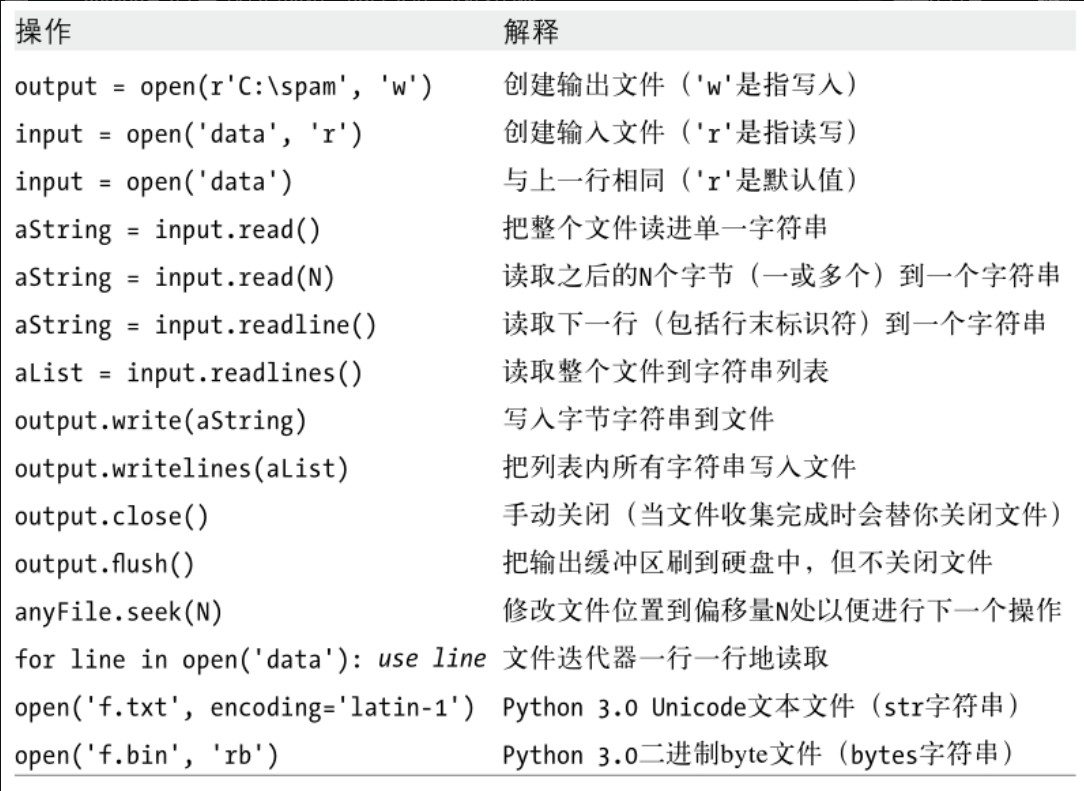 操作 解释
output = open(r'C:\spam', 'w') 创建输出文件（'w'是指写入）
input = open('data', 'r') 创建输入文件（'r'是指读写）
input = open('data') 与上一行相同（'r'是默认值）
aString = input.read() 把整个文件读进单一字符串
aString = input.read(N) 读取之后的N个字节（一或多个）到一个字符串
aString = input.readline() 读取下一行（包括行末标识符）到一个字符串
aList = input.readlines() 读取整个文件到字符串列表
output.write(aString) 写入字节字符串到文件
output.writelines(aList) 把列表内所有字符串写入文件
output.close() 手动关闭（当文件收集完成时会替你关闭文件）
output.flush() 把输出缓冲区刷到硬盘中，但不关闭文件
anyFile.seek(N) 修改文件位置到偏移量N处以便进行下一个操作
for line in open('data'): use line 文件迭代器一行一行地读取
open('f.txt', encoding='latin-1') Python 3.0 Unicode文本文件（str字符串）
open('f.bin', 'rb') Python 3.0二进制byte文件（bytes字符串）